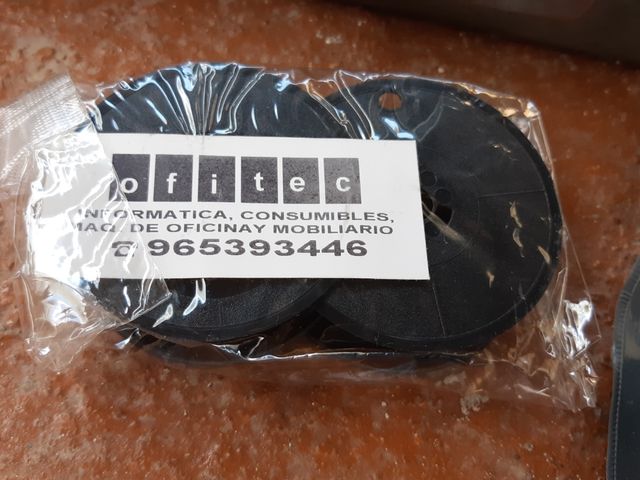 ofitec
INFORMATICA, CONSUMIBLES,
MAQ. DE OFICINAY MOBILIARIO
☎965393446